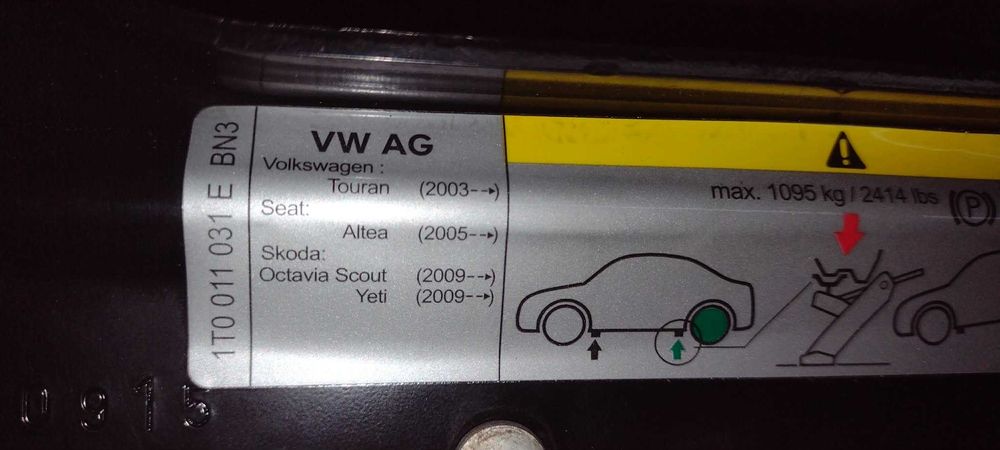 1T0 011 031 E BN3
VW AG
Volkswagen :
Touran (2003--➔)
Seat:
Altea (2005--➔)
Skoda:
Octavia Scout (2009--➔)
Yeti (2009--➔)
max. 1095 kg / 2414 lbs
(P)
0915